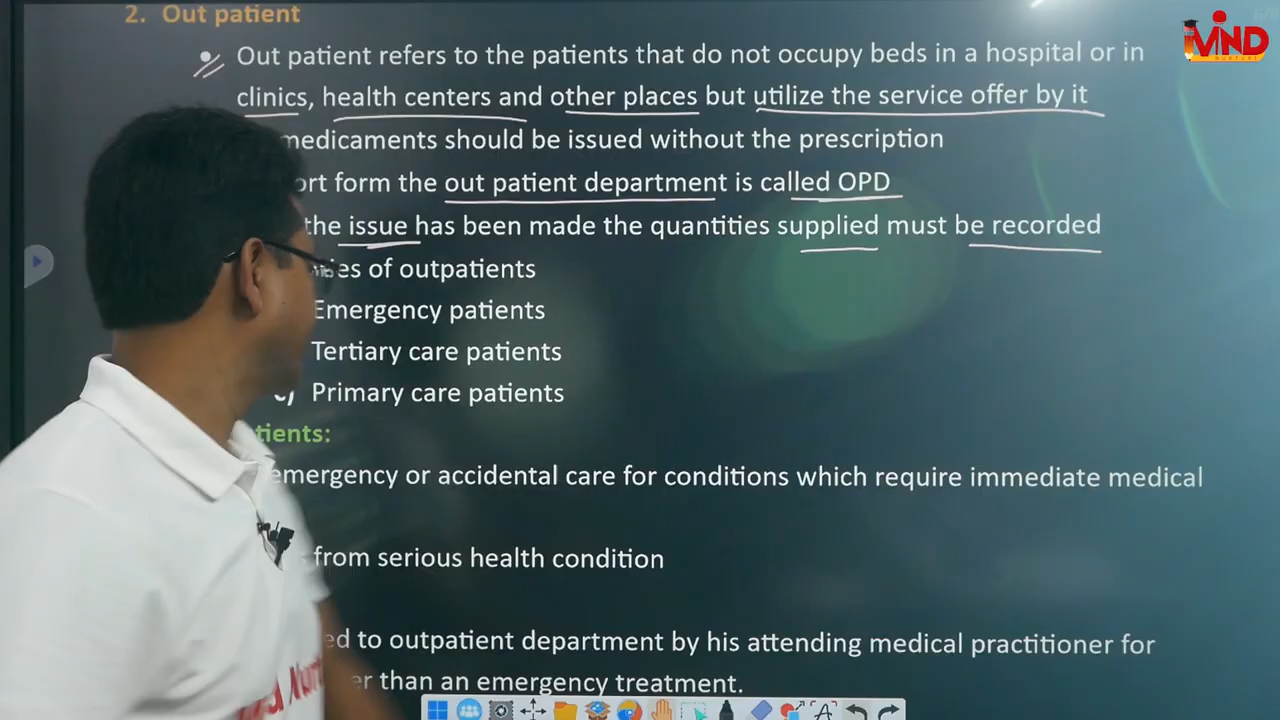 2. Out patient
Out patient refers to the patients that do not occupy beds in a hospital or in
clinics, health centers and other places but utilize the service offer by it
medicaments should be issued without the prescription
ort form the out patient department is called OPD
the issue has been made the quantities supplied must be recorded
ies of outpatients
Emergency patients
Tertiary care patients
c) Primary care patients
tients:
emergency or accidental care for conditions which require immediate medical
from serious health condition
ed to outpatient department by his attending medical practitioner for
er than an emergency treatment.
MIND